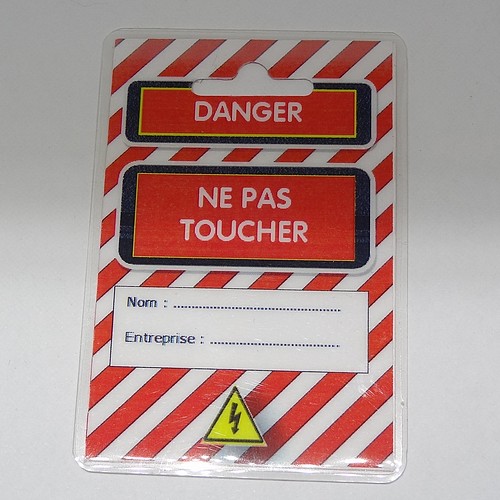 DANGER
NE PAS
TOUCHER
Nom : ..........................................
Entreprise : ................................